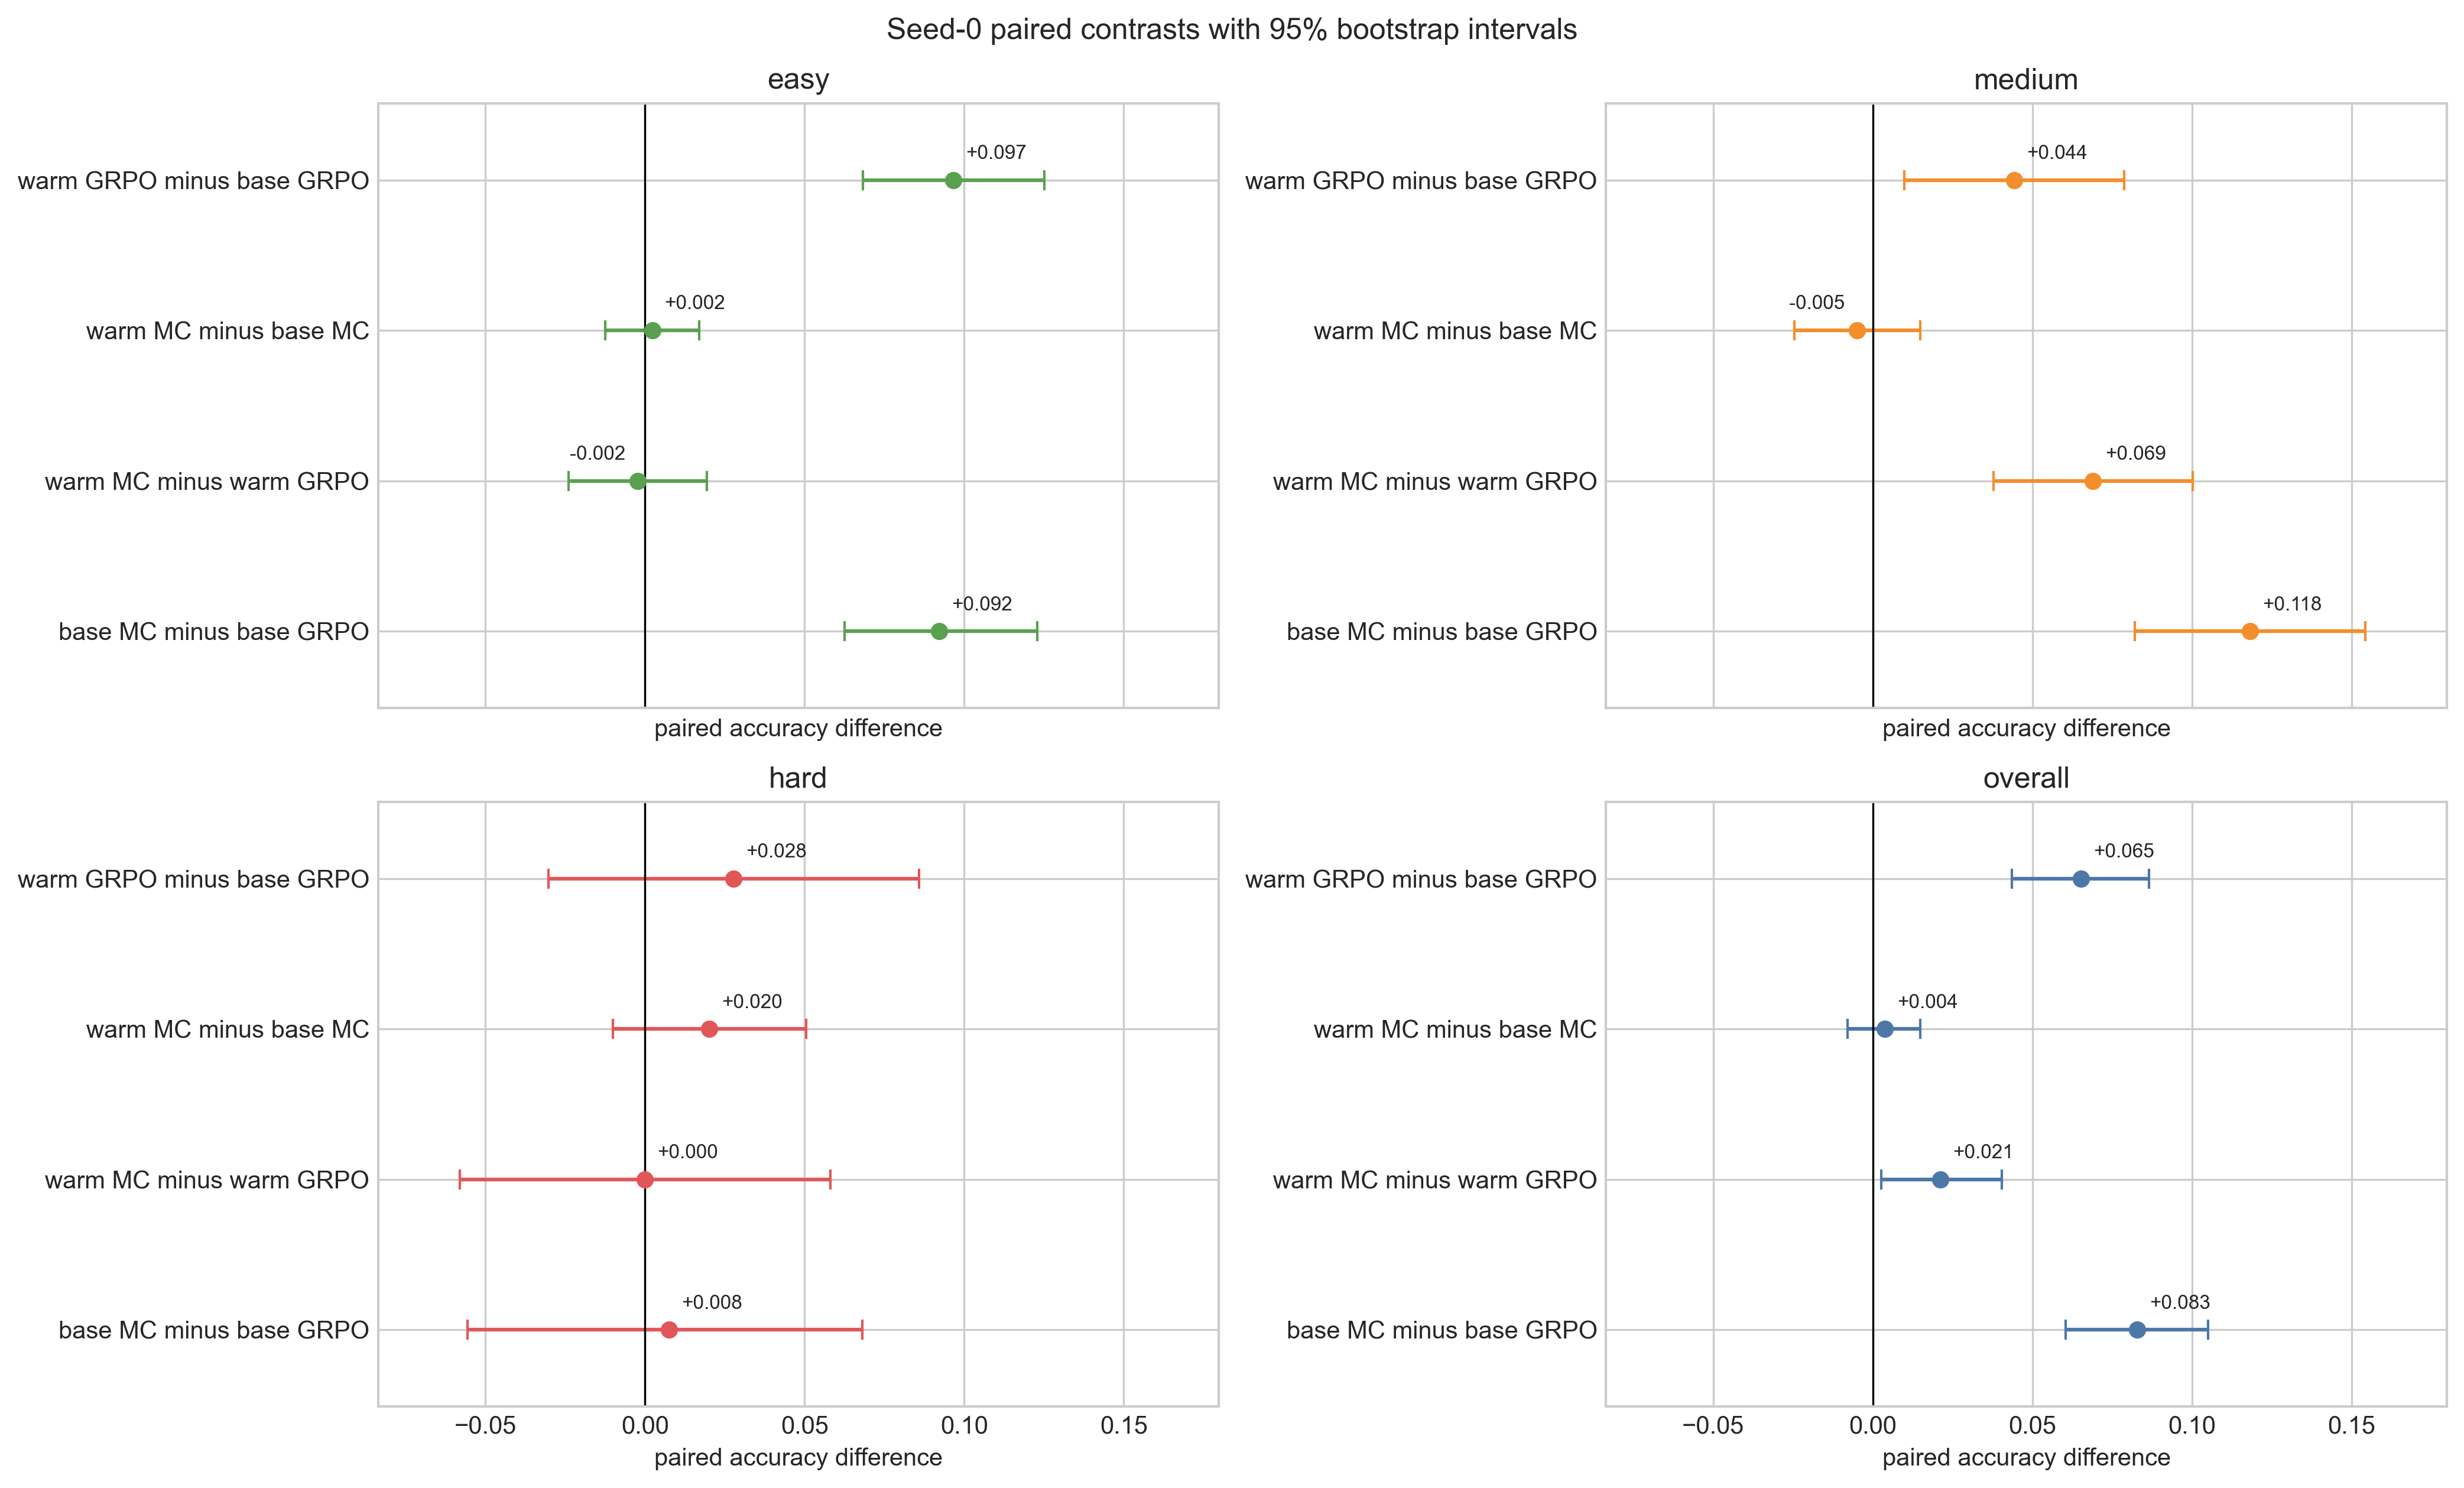 Seed-0 paired contrasts with 95% bootstrap intervals
easy
warm GRPO minus base GRPO
+0.097
warm MC minus base MC
+0.002
warm MC minus warm GRPO
-0.002
base MC minus base GRPO
+0.092
paired accuracy difference
medium
warm GRPO minus base GRPO
+0.044
warm MC minus base MC
-0.005
warm MC minus warm GRPO
+0.069
base MC minus base GRPO
+0.118
paired accuracy difference
hard
warm GRPO minus base GRPO
+0.028
warm MC minus base MC
+0.020
warm MC minus warm GRPO
+0.000
base MC minus base GRPO
+0.008
−0.05 0.00 0.05 0.10 0.15
paired accuracy difference
overall
warm GRPO minus base GRPO
+0.065
warm MC minus base MC
+0.004
warm MC minus warm GRPO
+0.021
base MC minus base GRPO
+0.083
−0.05 0.00 0.05 0.10 0.15
paired accuracy difference